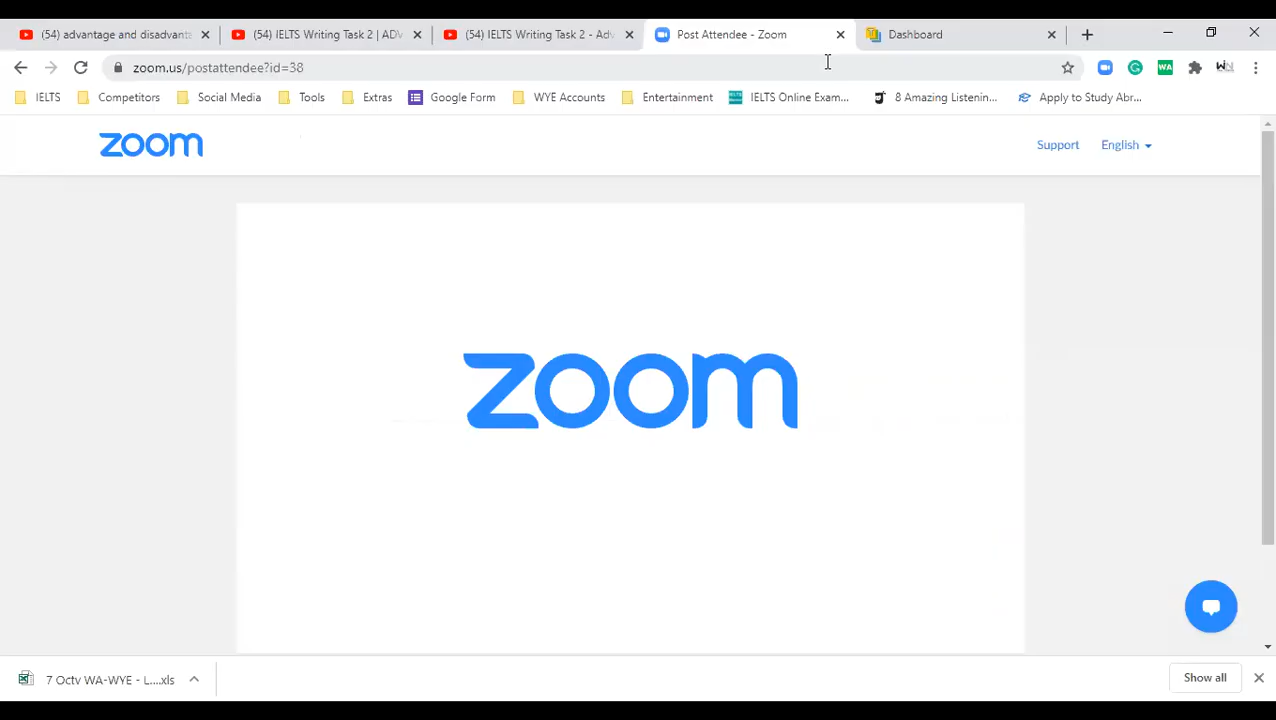 (54) advantage and disadvant
(54) IELTS Writing Task 2 | ADV
(54) IELTS Writing Task 2 - Adv
Post Attendee - Zoom
Dashboard
zoom.us/postattendee?id=38
WA
IELTS
Competitors
Social Media
Tools
Extras
Google Form
WYE Accounts
Entertainment
IELTS Online Exam...
8 Amazing Listenin...
Apply to Study Abr...
zoom
Support
English
zoom
7 Octv WA-WYE - L....xls
Show all